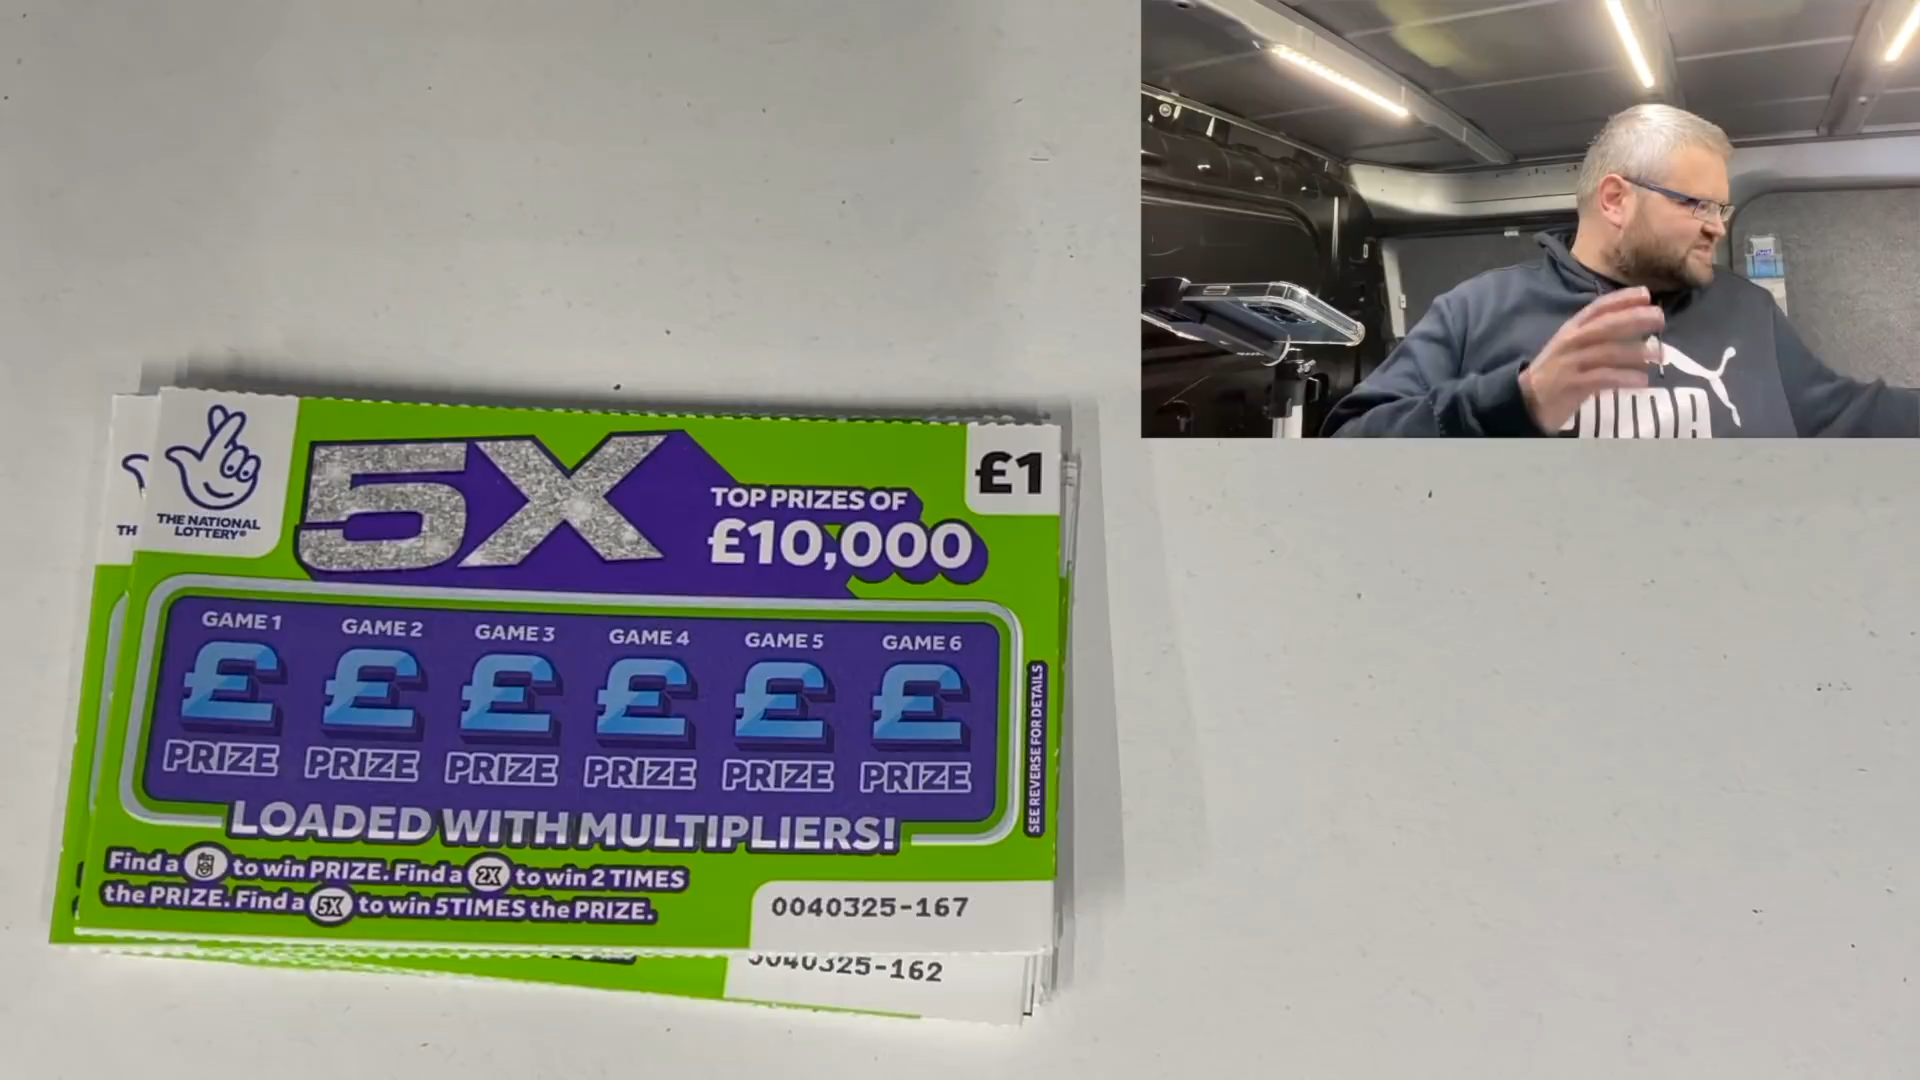 THE NATIONAL
LOTTERY®
TH
5X
TOP PRIZES OF
£10,000
£1
GAME 1 GAME 2 GAME 3 GAME 4 GAME 5 GAME 6
£ £ £ £ £ £
PRIZE PRIZE PRIZE PRIZE PRIZE PRIZE
LOADED WITH MULTIPLIERS!
SEE REVERSE FOR DETAILS
Find a to win PRIZE. Find a 2X to win 2 TIMES
the PRIZE. Find a 5X to win 5 TIMES the PRIZE.
0040325-167
0040325-162
PUMA